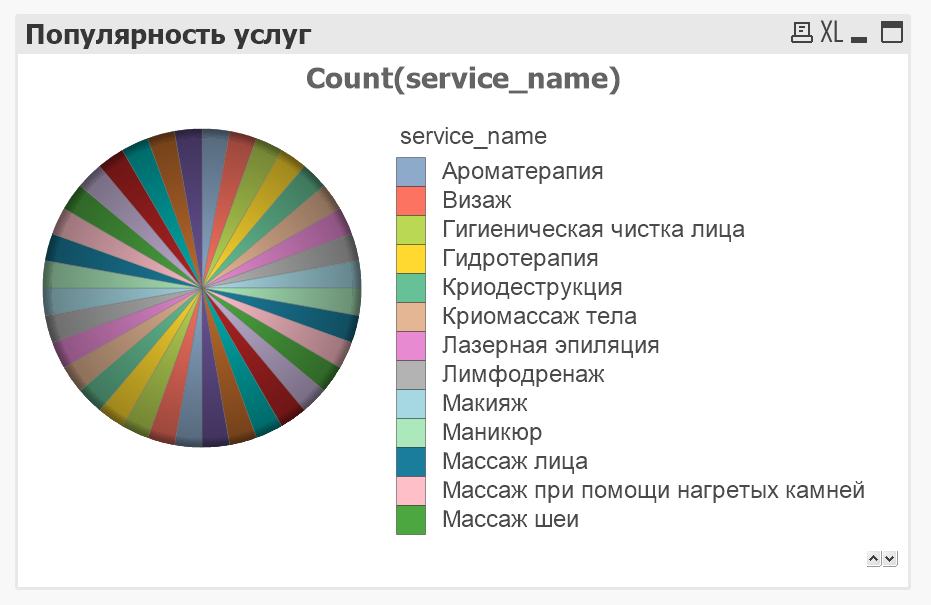 Популярность услуг XL
Count(service_name)
service_name
Ароматерапия
Визаж
Гигиеническая чистка лица
Гидротерапия
Криодеструкция
Криомассаж тела
Лазерная эпиляция
Лимфодренаж
Макияж
Маникюр
Массаж лица
Массаж при помощи нагретых камней
Массаж шеи